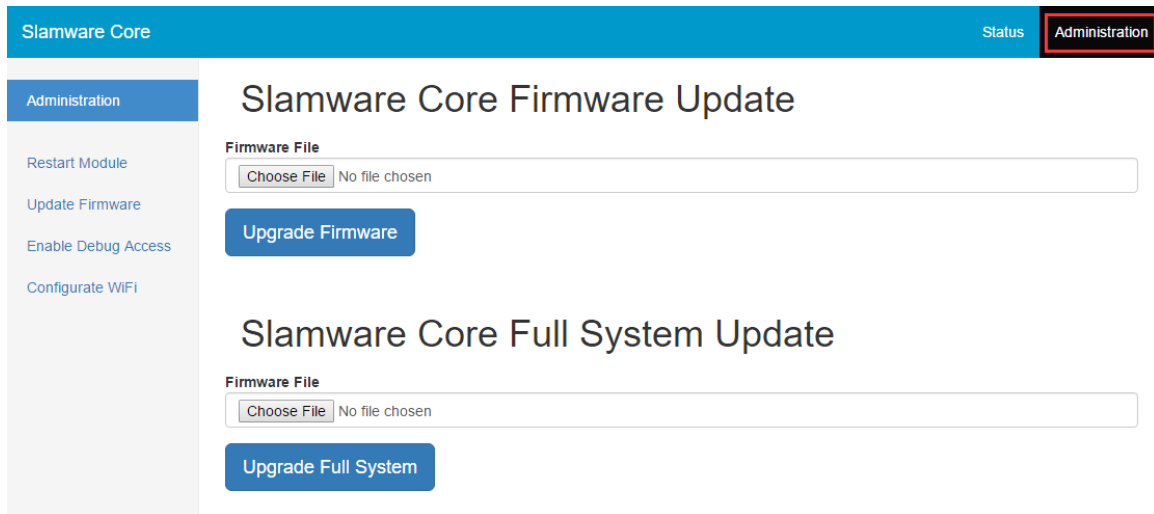 Slamware Core
Status
Administration
Administration
Restart Module
Update Firmware
Enable Debug Access
Configurate WiFi
Slamware Core Firmware Update
Firmware File
Choose File No file chosen
Upgrade Firmware
Slamware Core Full System Update
Firmware File
Choose File No file chosen
Upgrade Full System